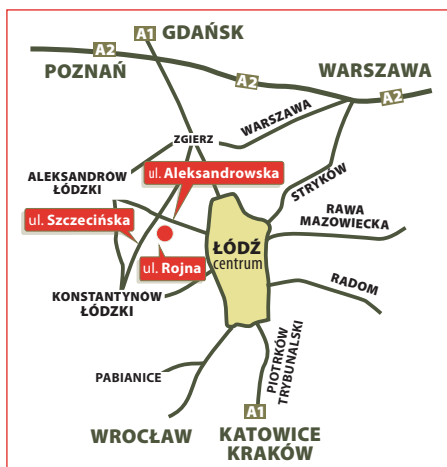 A1
GDAŃSK
A2
POZNAŃ
A2
WARSZAWA
A2
WARSZAWA
ZGIERZ
ul. Aleksandrowska
ALEKSANDRÓW
ŁÓDZKI
STRYKÓW
ul. Szczecińska
RAWA
MAZOWIECKA
ŁÓDŹ
centrum
ul. Rojna
RADOM
KONSTANTYNÓW
ŁÓDZKI
PABIANICE
PIOTRKÓW
TRYBUNALSKI
A1
WROCŁAW
KATOWICE
KRAKÓW